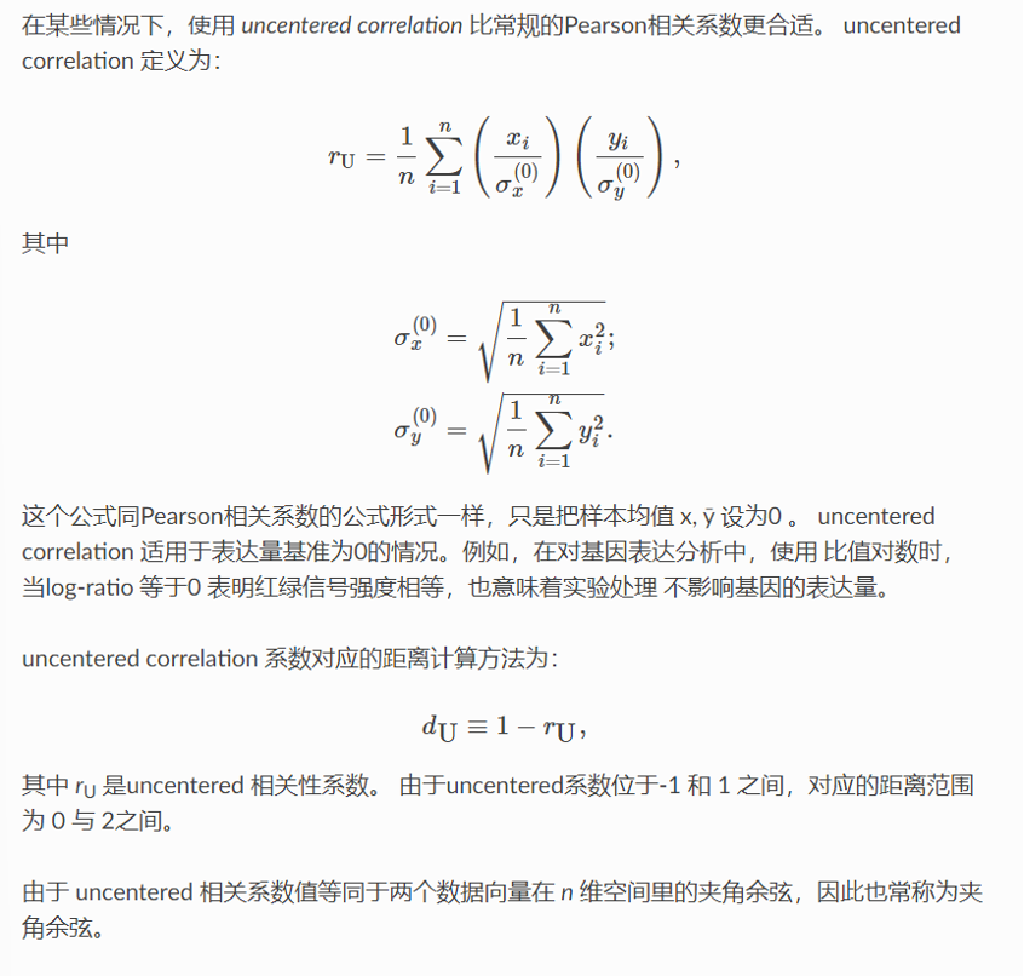 在某些情况下，使用 uncentered correlation 比常规的Pearson相关系数更合适。 uncentered
correlation 定义为：
r_U = \frac{1}{n} \sum_{i=1}^{n} \left( \frac{x_i}{\sigma_x^{(0)}} \right) \left( \frac{y_i}{\sigma_y^{(0)}} \right),
其中
\sigma_x^{(0)} = \sqrt{\frac{1}{n} \sum_{i=1}^{n} x_i^2};
\sigma_y^{(0)} = \sqrt{\frac{1}{n} \sum_{i=1}^{n} y_i^2}.
这个公式同Pearson相关系数的公式形式一样，只是把样本均值 x, ȳ 设为0 。 uncentered
correlation 适用于表达量基准为0的情况。例如，在对基因表达分析中，使用 比值对数时，
当log-ratio 等于0 表明红绿信号强度相等，也意味着实验处理 不影响基因的表达量。
uncentered correlation 系数对应的距离计算方法为：
d_U ≡ 1 − r_U,
其中 r_U 是uncentered 相关性系数。 由于uncentered系数位于-1 和 1 之间，对应的距离范围
为 0 与 2之间。
由于 uncentered 相关系数值等同于两个数据向量在 n 维空间里的夹角余弦，因此也常称为夹
角余弦。